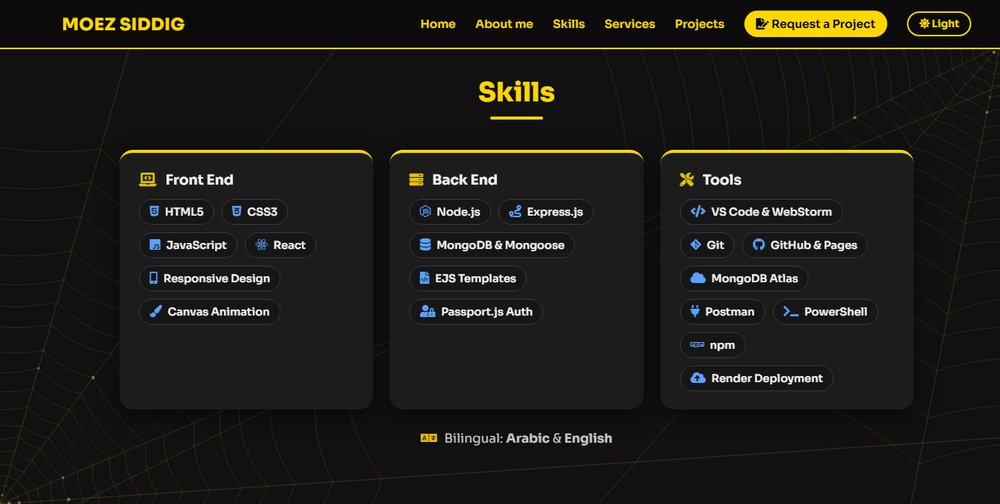 MOEZ SIDDIG
Home About me Skills Services Projects Request a Project Light
Skills
Front End
HTML5 CSS3
JavaScript React
Responsive Design
Canvas Animation
Back End
Node.js Express.js
MongoDB & Mongoose
EJS Templates
Passport.js Auth
Tools
VS Code & WebStorm
Git GitHub & Pages
MongoDB Atlas
Postman PowerShell
npm
Render Deployment
Bilingual: Arabic & English